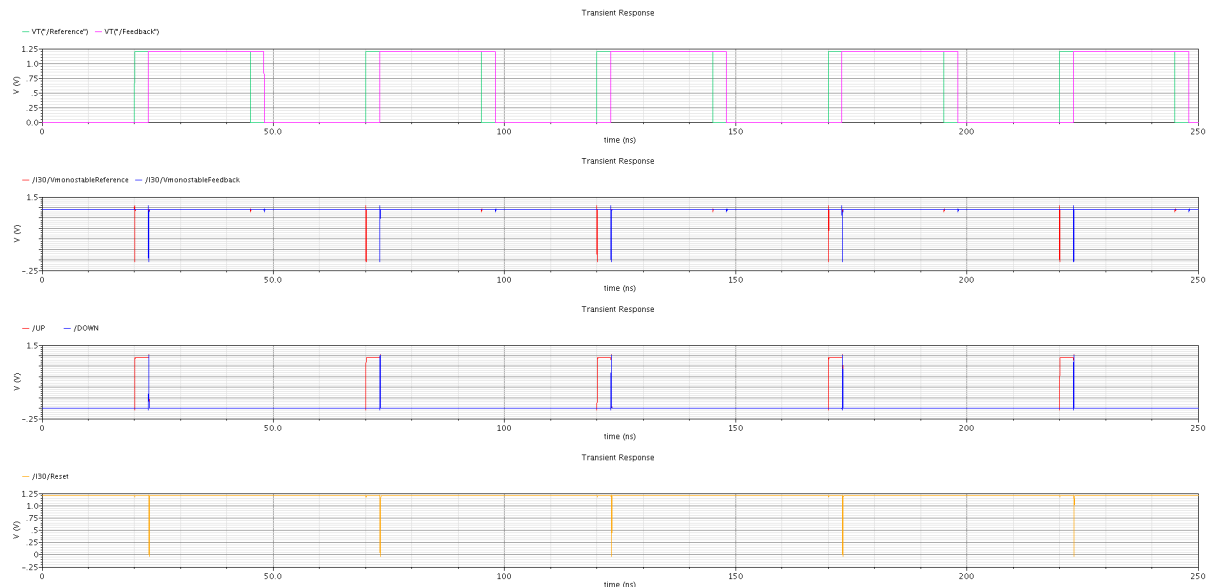 Transient Response
VT("/Reference") VT("/Feedback")
1.25
1.0
.75
.5
.25
0.0
V (V)
0 50.0 100 150 200 250
time (ns)
Transient Response
/I30/VmonostableReference /I30/VmonostableFeedback
1.5
V (V)
-.25
0 50.0 100 150 200 250
time (ns)
Transient Response
/UP /DOWN
1.5
V (V)
-.25
0 50.0 100 150 200 250
time (ns)
Transient Response
/I30/Reset
1.25
1.0
.75
.5
.25
0
-.25
V (V)
0 50.0 100 150 200 250
time (ns)